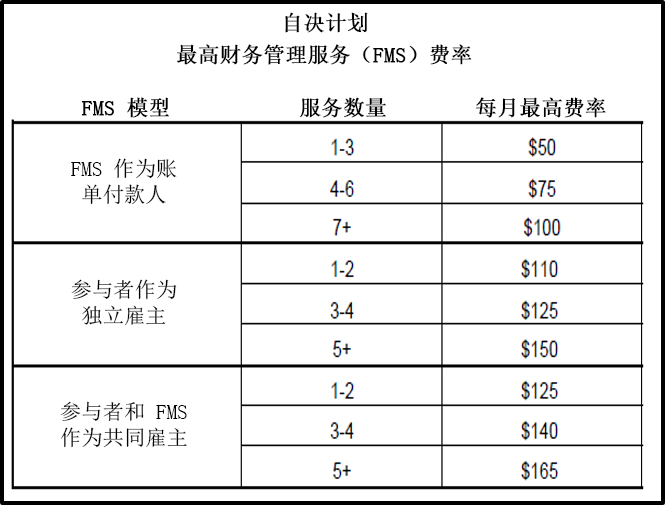 自决计划
最高财务管理服务（FMS）费率
FMS 模型 服务数量 每月最高费率
FMS 作为账
单付款人
1-3 $50
4-6 $75
7+ $100
参与者作为
独立雇主
1-2 $110
3-4 $125
5+ $150
参与者和 FMS
作为共同雇主
1-2 $125
3-4 $140
5+ $165